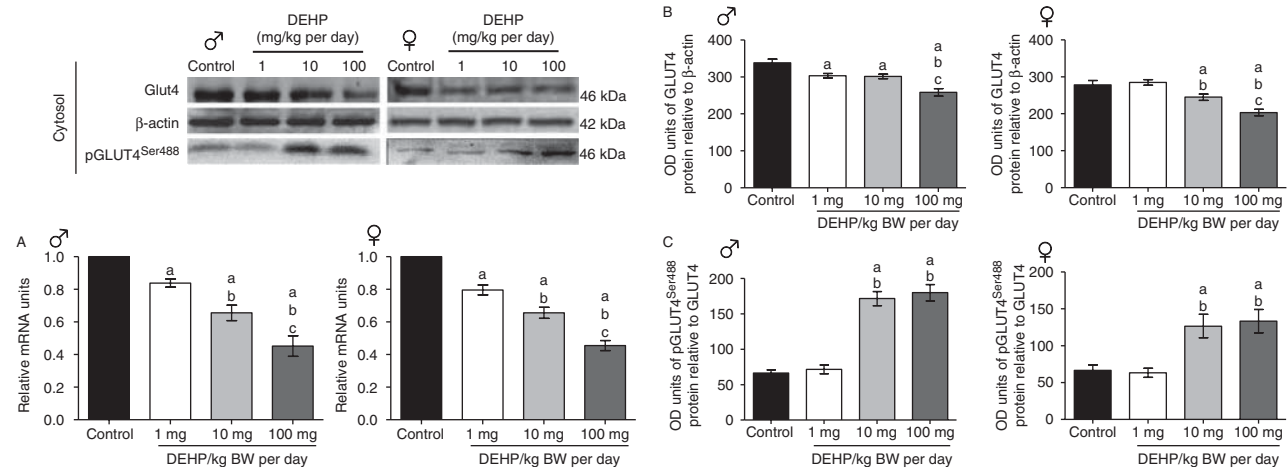 DEHP
(mg/kg per day)
♂
Control 1 10 100
DEHP
(mg/kg per day)
♀
Control 1 10 100
Cytosol
Glut4
46 kDa
β-actin
42 kDa
pGLUT4Ser488
46 kDa
A
♂
Relative mRNA units
1.0
0.8
0.6
0.4
0.2
0.0
a
a
b
a
b
c
Control 1 mg 10 mg 100 mg
DEHP/kg BW per day
♀
Relative mRNA units
1.0
0.8
0.6
0.4
0.8
0.0
a
a
b
a
b
c
Control 1 mg 10 mg 100 mg
DEHP/kg BW per day
B
♂
OD units of GLUT4
protein relative to β-actin
400
300
200
300
0
a
a
a
b
c
Control 1 mg 10 mg 100 mg
DEHP/kg BW per day
♀
OD units of GLUT4
protein relative to β-actin
400
300
200
300
0
a
b
a
b
c
Control 1 mg 10 mg 100 mg
DEHP/kg BW per day
C
♂
OD units of pGLUT4Ser488
protein relative to GLUT4
200
150
100
50
0
a
b
a
b
Control 1 mg 10 mg 100 mg
DEHP/kg BW per day
♀
OD units of pGLUT4Ser488
protein relative to GLUT4
200
150
100
50
0
a
b
a
b
Control 1 mg 10 mg 100 mg
DEHP/kg BW per day